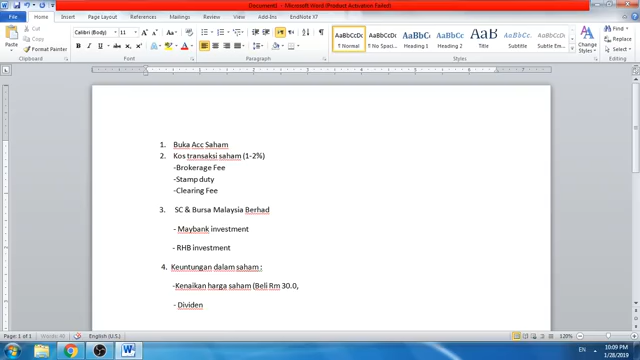 Document1 - Microsoft Word (Product Activation Failed)
File Home Insert Page Layout References Mailings Review View Add-Ins EndNote X7
Paste Cut Copy Format Painter
Calibri (Body) 11
AaBbCcDc AaBbCcDc AaBbCc AaBbCc AaB AaBbCc. AaBbCcDc
¶ Normal ¶ No Spaci... Heading 1 Heading 2 Title Subtitle Subtle Em...
Change Styles
Find Replace Select
Clipboard Font Paragraph Styles Editing
1. Buka Acc Saham
2. Kos transaksi saham (1-2%)
-Brokerage Fee
-Stamp duty
-Clearing Fee
3. SC & Bursa Malaysia Berhad
- Maybank investment
- RHB investment
4. Keuntungan dalam saham :
-Kenaikan harga saham (Beli Rm 30.0,
- Dividen
Page: 1 of 1 Words: 40 English (U.S.) 120%
EN 10:09 PM
1/28/2019